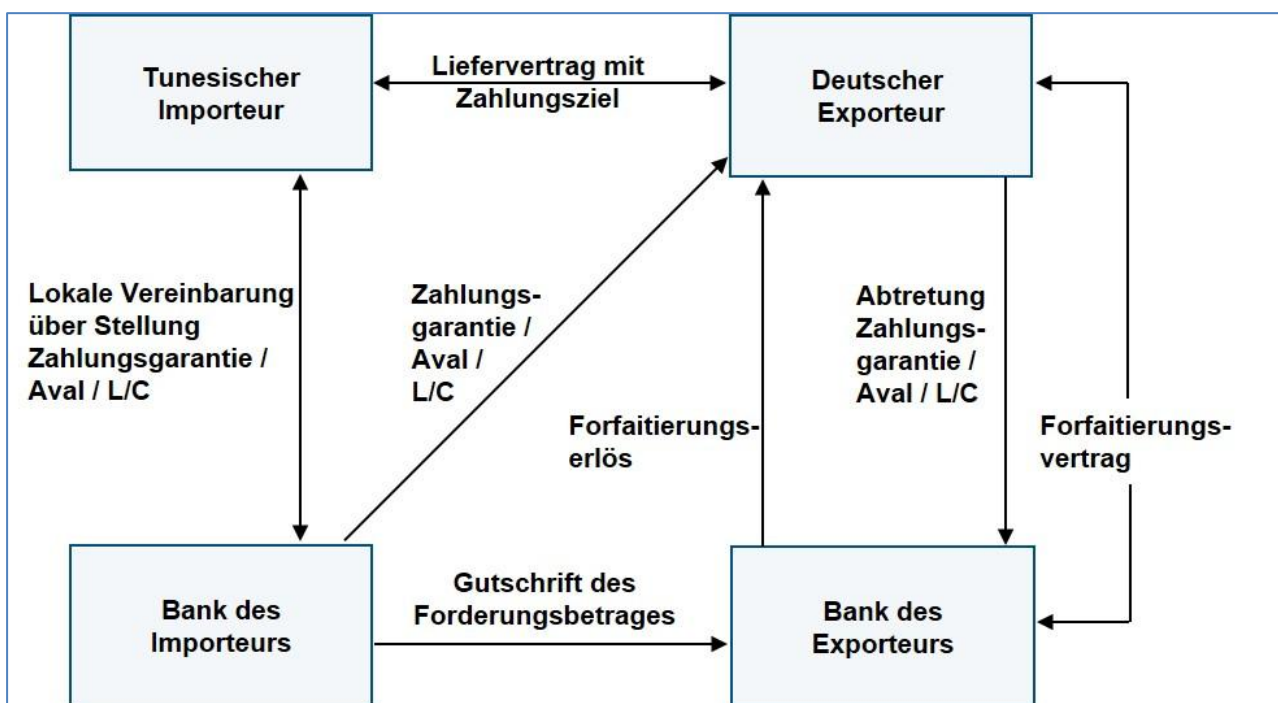 Tunesischer
Importeur
Liefervertrag mit
Zahlungsziel
Deutscher
Exporteur
Lokale Vereinbarung
über Stellung
Zahlungsgarantie /
Aval / L/C
Zahlungs-
garantie /
Aval /
L/C
Forfaitierungs-
erlös
Abtretung
Zahlungs-
garantie /
Aval / L/C
Forfaitierungs-
vertrag
Bank des
Importeurs
Gutschrift des
Forderungsbetrages
Bank des
Exporteurs